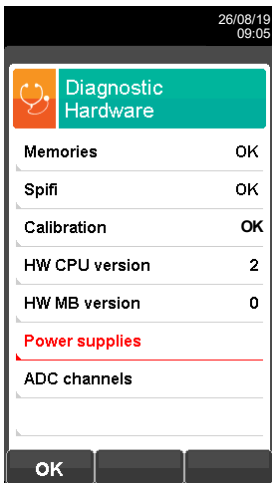 26/08/19
09:05
Diagnostic
Hardware
Memories OK
Spifi OK
Calibration OK
HW CPU version 2
HW MB version 0
Power supplies
ADC channels
OK